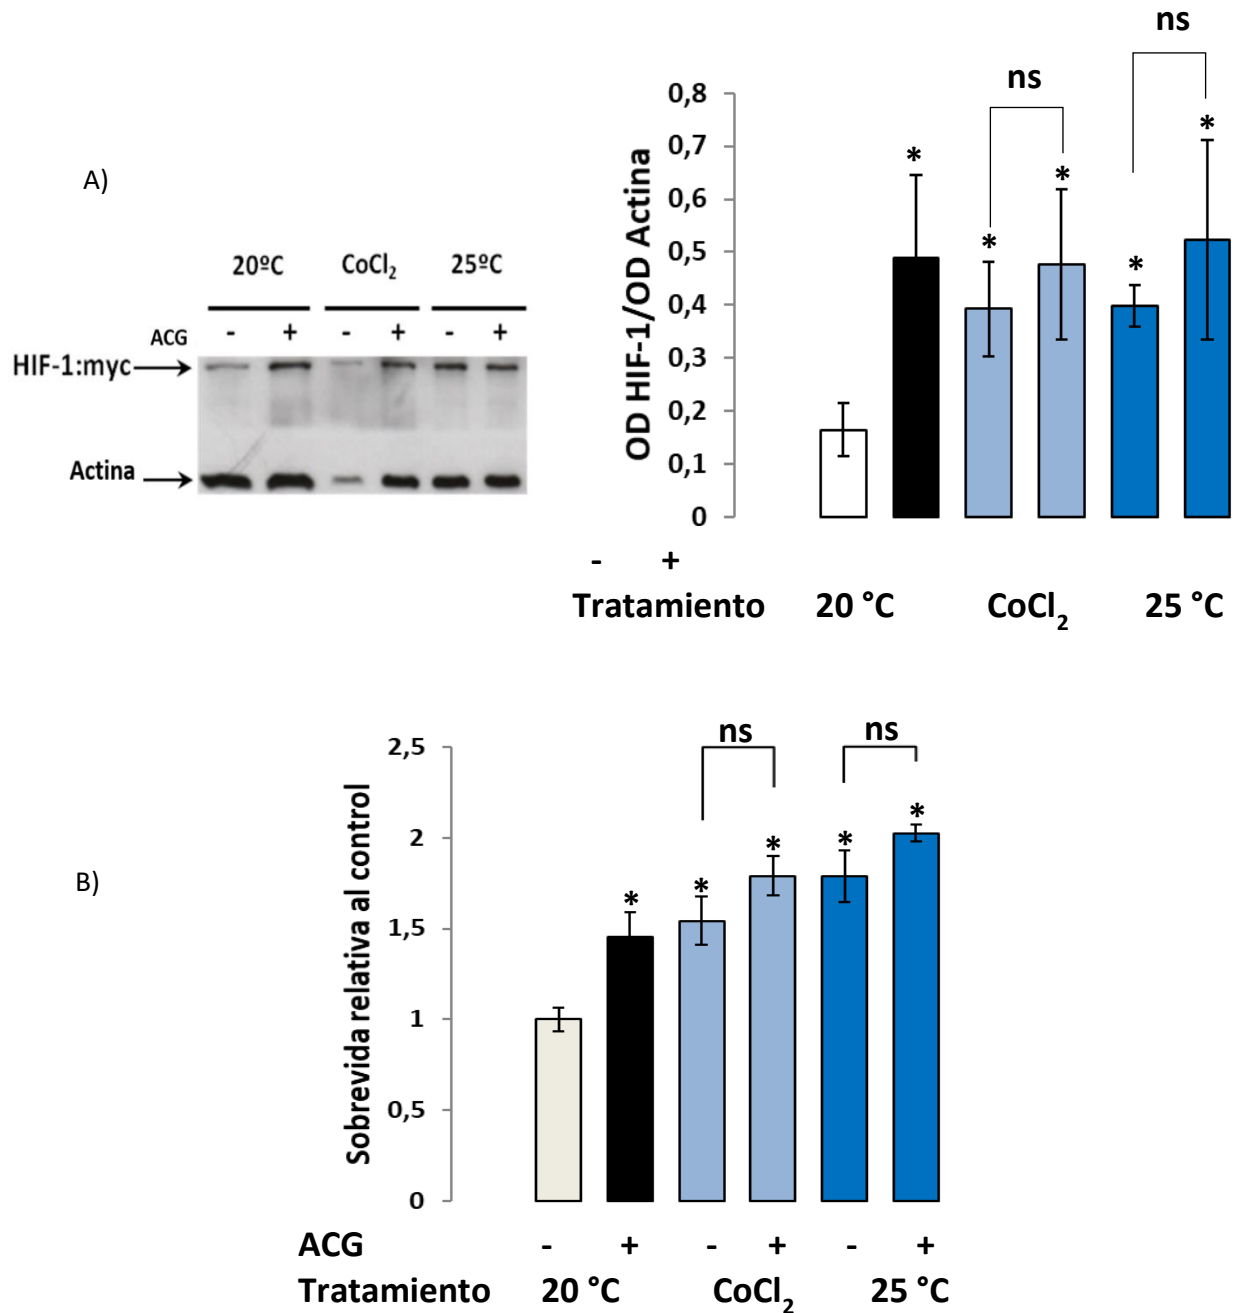 A)
20ºC CoCl₂ 25ºC
ACG - + - + - +
HIF-1:myc
Actina
OD HIF-1/OD Actina
0,8
0,7
0,6
0,5
0,4
0,3
0,2
0,1
0
* * * * *
ns
ns
- +
Tratamiento 20 °C CoCl₂ 25 °C
B)
Sobrevida relativa al control
2,5
2
1,5
1
0,5
0
* * * * *
ns ns
ACG - + - + - +
Tratamiento 20 °C CoCl₂ 25 °C